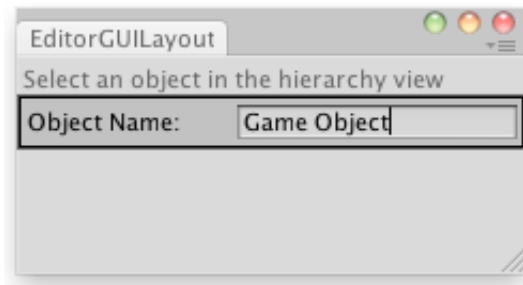 EditorGUILayout
Select an object in the hierarchy view
Object Name: Game Object